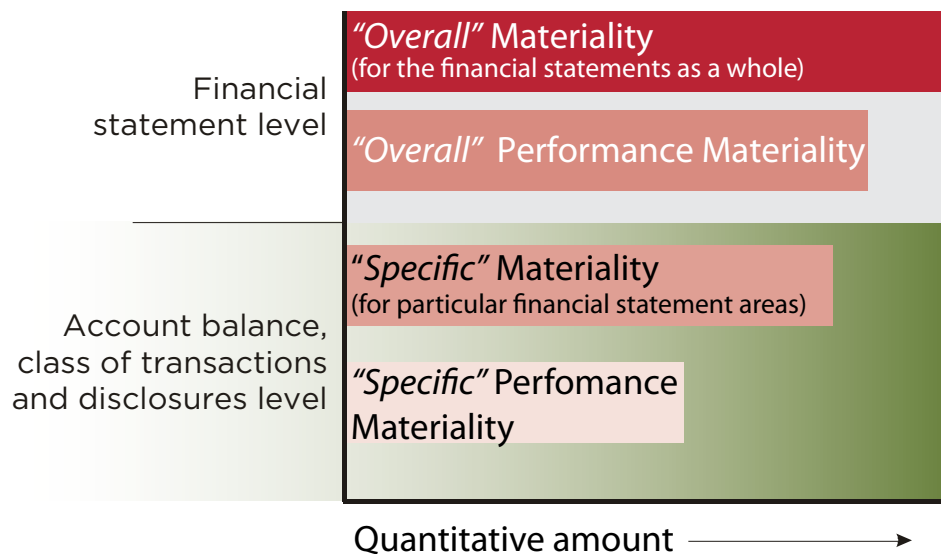 "Overall" Materiality
(for the financial statements as a whole)
Financial
statement level
"Overall" Performance Materiality
"Specific" Materiality
(for particular financial statement areas)
Account balance,
class of transactions
and disclosures level
"Specific" Perfomance
Materiality
Quantitative amount